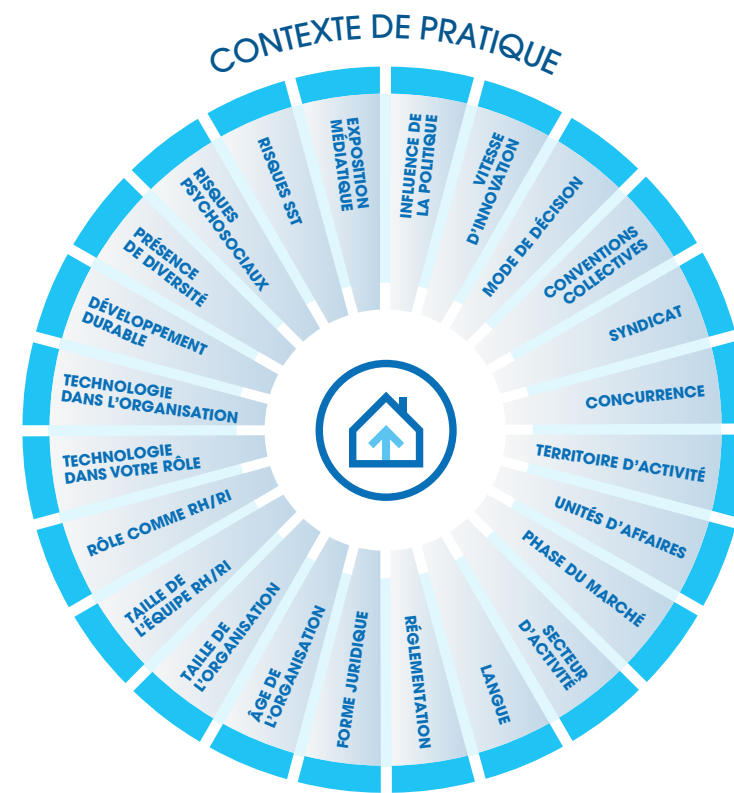 CONTEXTE DE PRATIQUE
INFLUENCE DE
LA POLITIQUE
VITESSE
D'INNOVATION
MODE DE DÉCISION
CONVENTIONS
COLLECTIVES
SYNDICAT
CONCURRENCE
TERRITOIRE D'ACTIVITÉ
UNITÉS D'AFFAIRES
PHASE DU MARCHÉ
SECTEUR
D'ACTIVITÉ
LANGUE
RÉGLEMENTATION
FORME JURIDIQUE
ÂGE DE
L'ORGANISATION
TAILLE DE
L'ORGANISATION
TAILLE DE
L'ÉQUIPE RH/RI
RÔLE COMME RH/RI
TECHNOLOGIE
DANS VOTRE RÔLE
TECHNOLOGIE
DANS L'ORGANISATION
DÉVELOPPEMENT
DURABLE
PRÉSENCE
DE DIVERSITÉ
RISQUES
PSYCHOSOCIAUX
RISQUES SST
EXPOSITION
MÉDIATIQUE